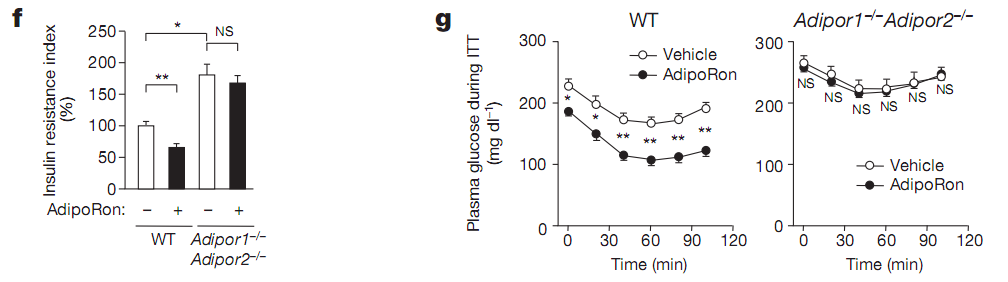 f
Insulin resistance index
(%)
250
200
150
100
50
0
*
NS
**
AdipoRon:
– + – +
WT
Adipor1–/–
Adipor2–/–
g
WT
Plasma glucose during ITT
(mg dl–1)
300
200
100
0
Vehicle
AdipoRon
* * ** ** ** **
0 30 60 90 120
Time (min)
Adipor1–/–Adipor2–/–
300
200
100
0
NS NS NS NS NS NS
Vehicle
AdipoRon
0 30 60 90 120
Time (min)